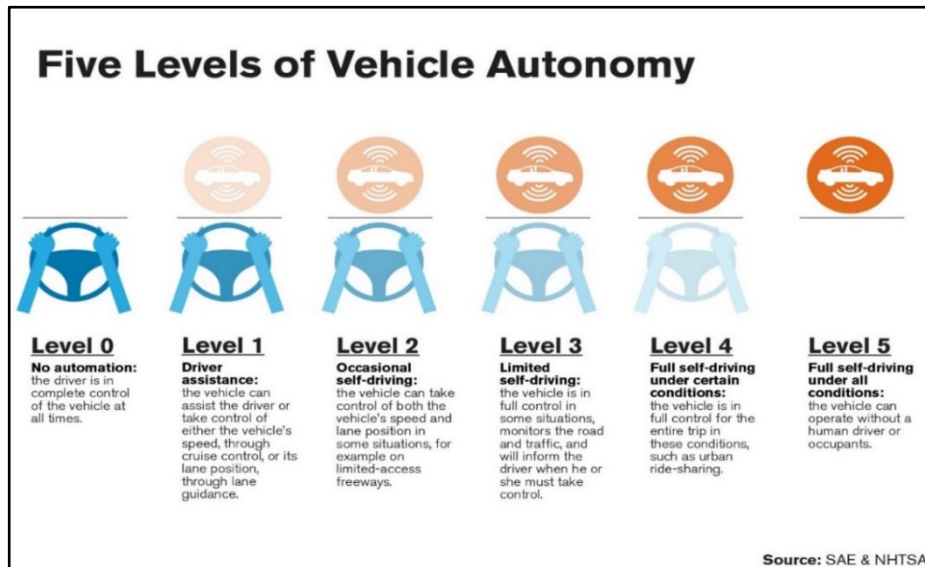 Five Levels of Vehicle Autonomy
Level 0
No automation:
the driver is in
complete control
of the vehicle at
all times.
Level 1
Driver
assistance:
the vehicle can
assist the driver or
take control of
either the vehicle's
speed, through
cruise control, or its
lane position,
through lane
guidance.
Level 2
Occasional
self-driving:
the vehicle can take
control of both the
vehicle's speed and
lane position in
some situations, for
example on
limited-access
freeways.
Level 3
Limited
self-driving:
the vehicle is in
full control in
some situations,
monitors the road
and traffic, and
will inform the
driver when he or
she must take
control.
Level 4
Full self-driving
under certain
conditions:
the vehicle is in
full control for the
entire trip in
these conditions,
such as urban
ride-sharing.
Level 5
Full self-driving
under all
conditions:
the vehicle can
operate without a
human driver or
occupants.
Source: SAE & NHTSA